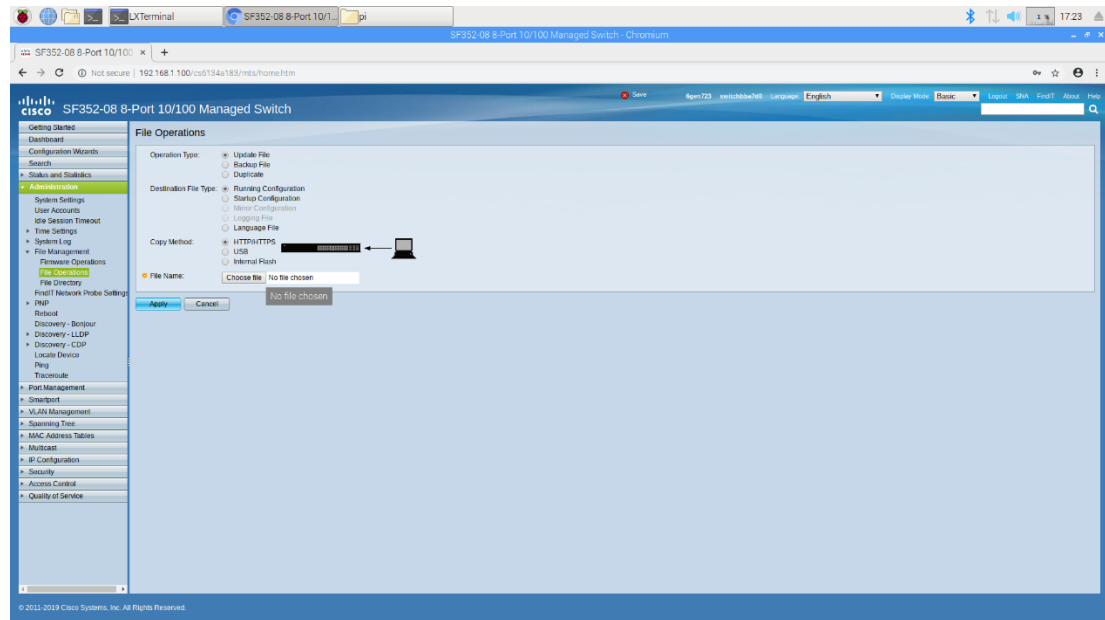 LXTerminal
SF352-08 8-Port 10/1...
pi
1 %
17:23
SF352-08 8-Port 10/100 Managed Switch - Chromium
SF352-08 8-Port 10/100
Not secure | 192.168.1.100/cs6134a183/mts/home.htm
cisco SF352-08 8-Port 10/100 Managed Switch
Save
Language: English
Display Mode: Basic
Logout SNA FindIT About Help
Getting Started
Dashboard
Configuration Wizards
Search
Status and Statistics
Administration
System Settings
User Accounts
Idle Session Timeout
Time Settings
System Log
File Management
Firmware Operations
File Operations
File Directory
FindIT Network Probe Settings
PNP
Reboot
Discovery - Bonjour
Discovery - LLDP
Discovery - CDP
Locate Device
Ping
Traceroute
Port Management
Smartport
VLAN Management
Spanning Tree
MAC Address Tables
Multicast
IP Configuration
Security
Access Control
Quality of Service
File Operations
Operation Type: Update File
Backup File
Duplicate
Destination File Type: Running Configuration
Startup Configuration
Mirror Configuration
Logging File
Language File
Copy Method: HTTP/HTTPS
USB
Internal Flash
File Name: Choose file No file chosen
No file chosen
Apply Cancel
© 2011-2019 Cisco Systems, Inc. All Rights Reserved.